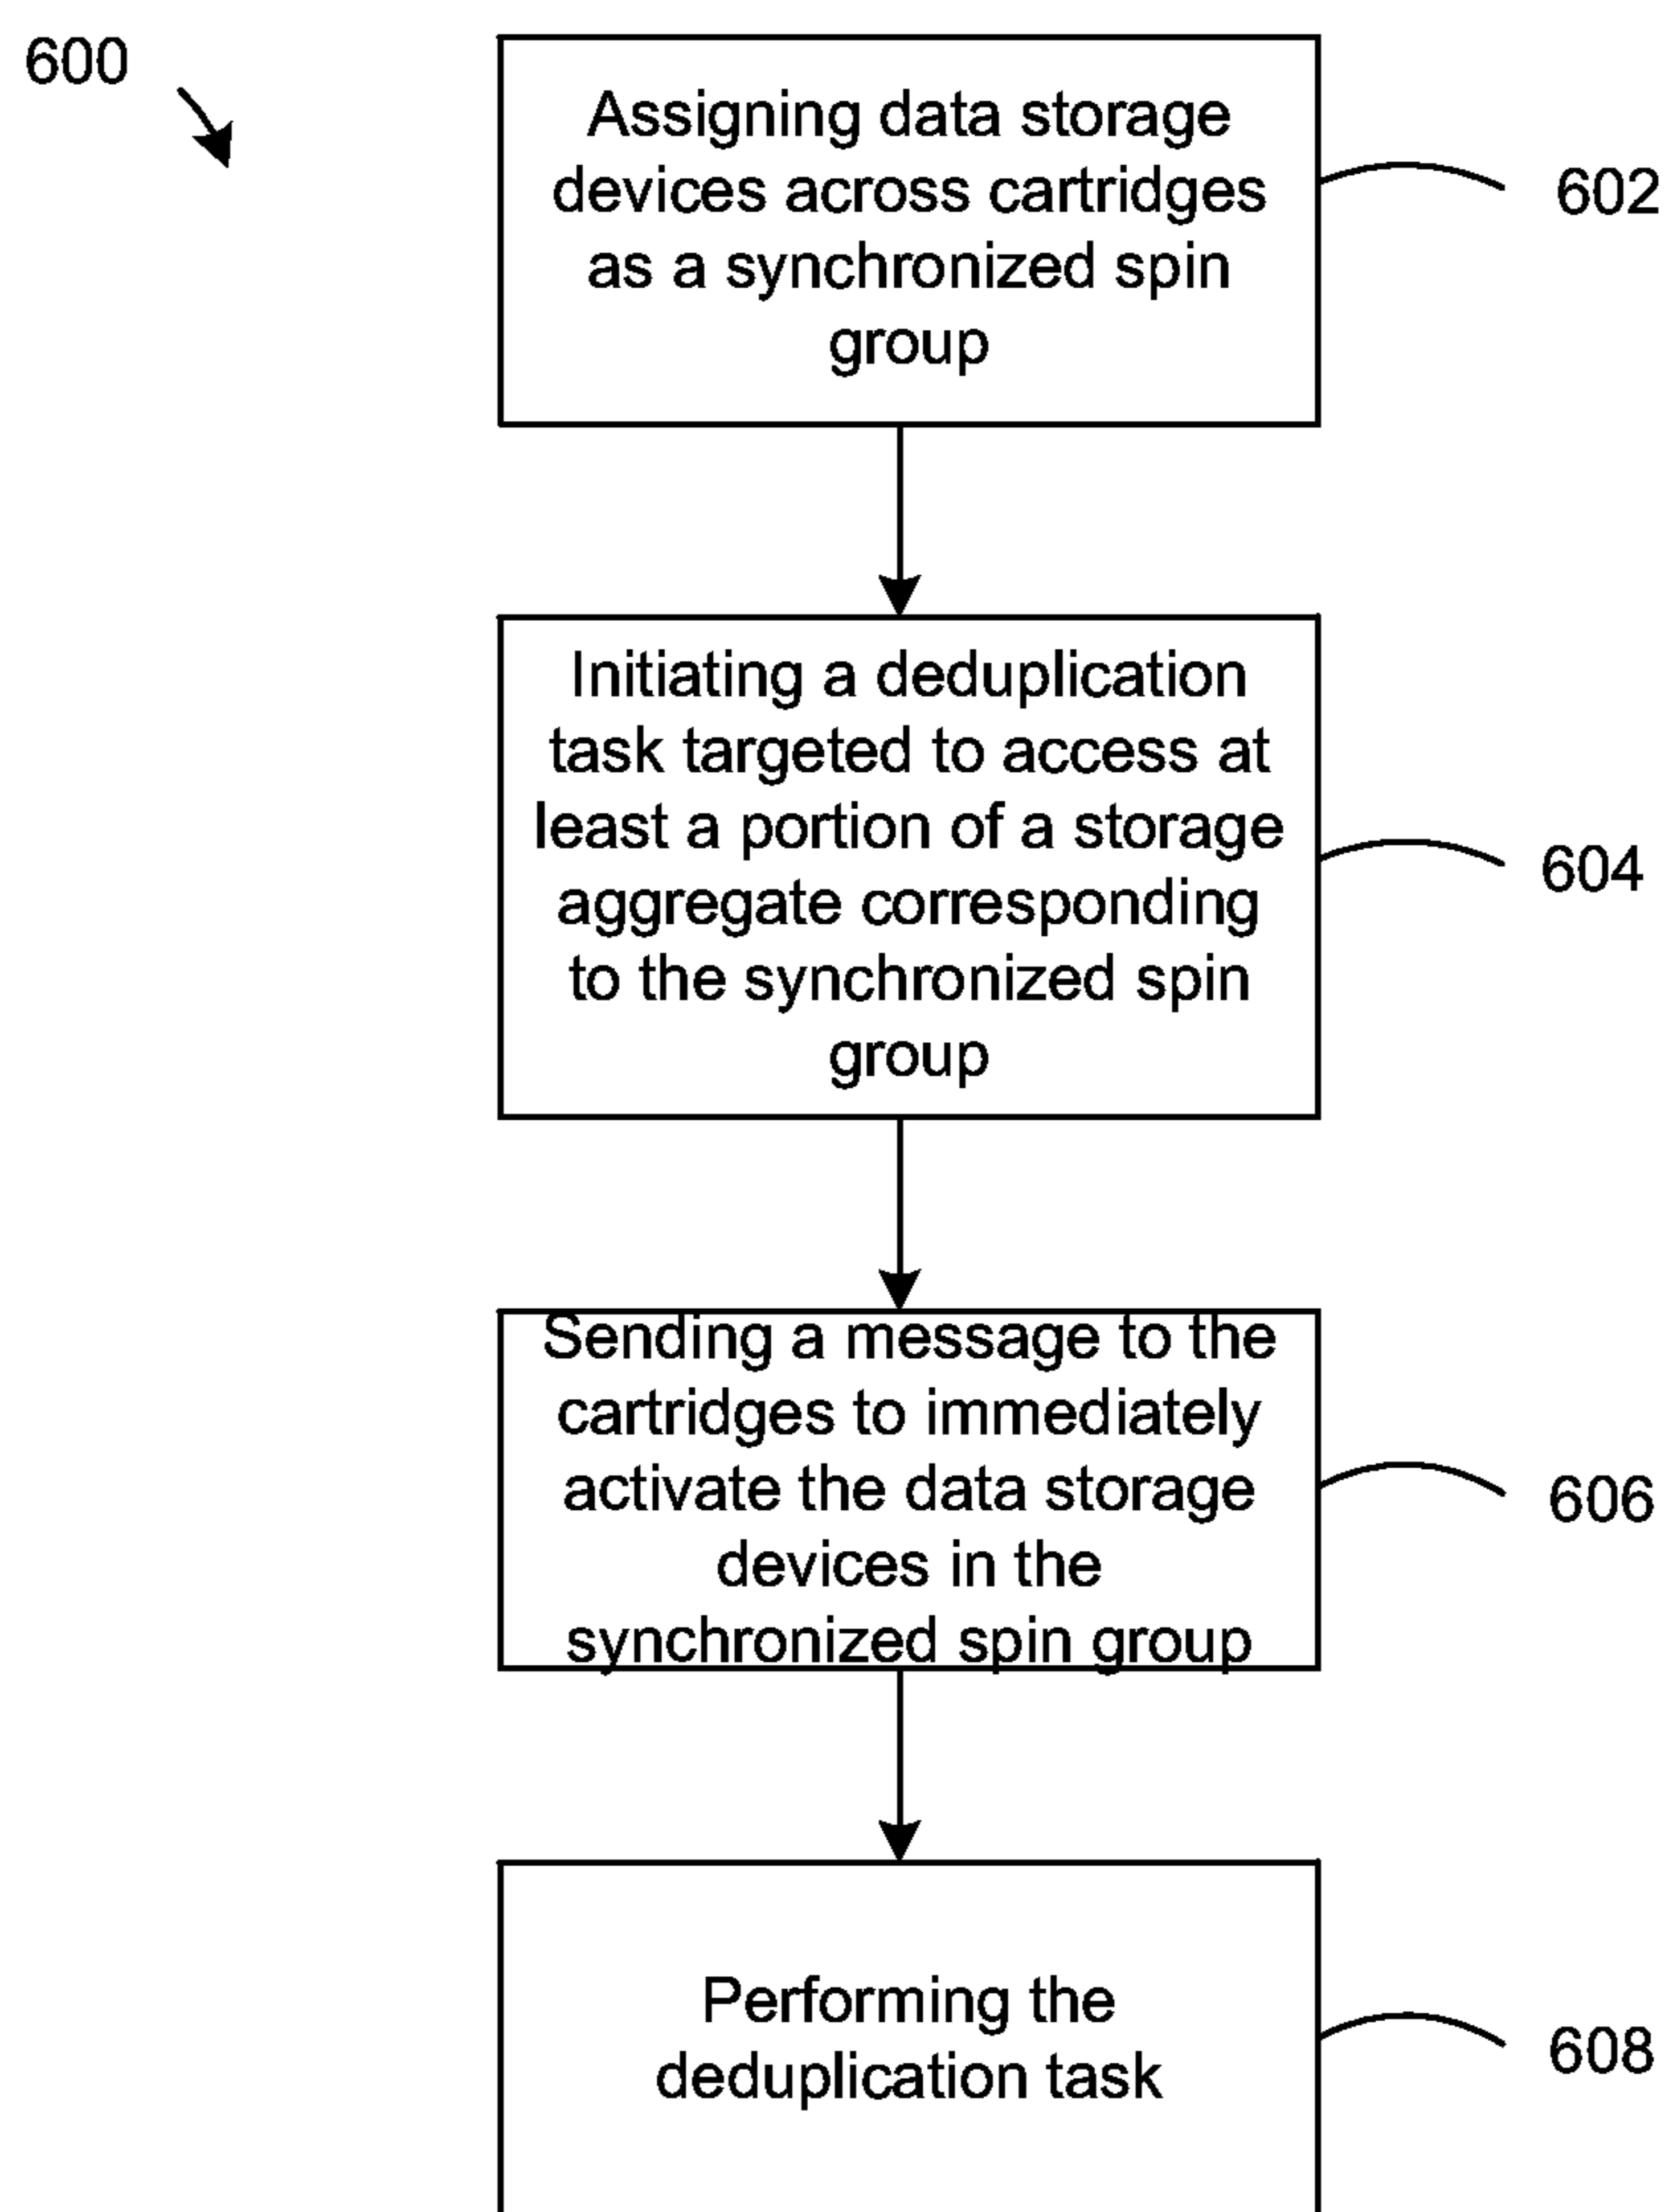 600
Assigning data storage
devices across cartridges
as a synchronized spin
group
602
Initiating a deduplication
task targeted to access at
least a portion of a storage
aggregate corresponding
to the synchronized spin
group
604
Sending a message to the
cartridges to immediately
activate the data storage
devices in the
synchronized spin group
606
Performing the
deduplication task
608